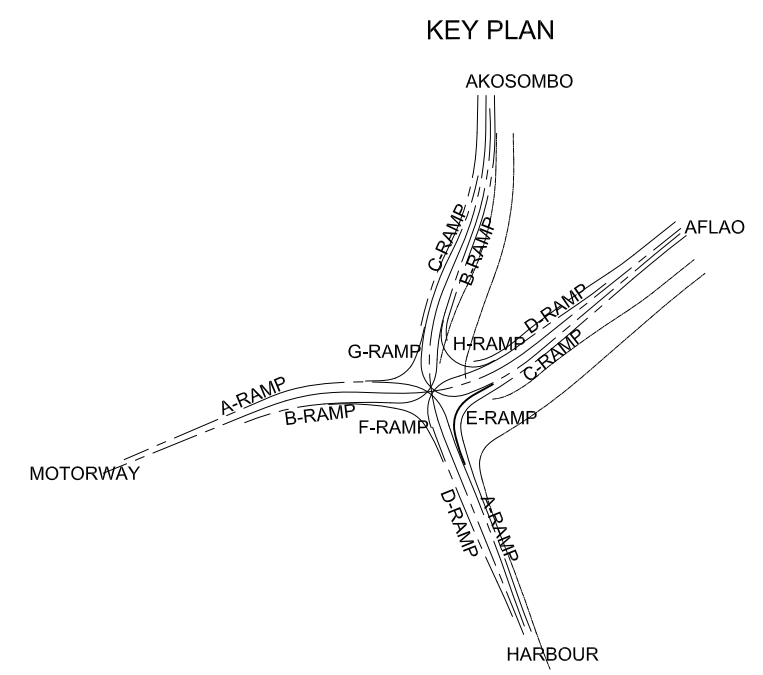 KEY PLAN
AKOSOMBO
AFLAO
C-RAMP
B-RAMP
D-RAMP
H-RAMP
G-RAMP
C-RAMP
A-RAMP
B-RAMP
E-RAMP
F-RAMP
MOTORWAY
D-RAMP
A-RAMP
HARBOUR